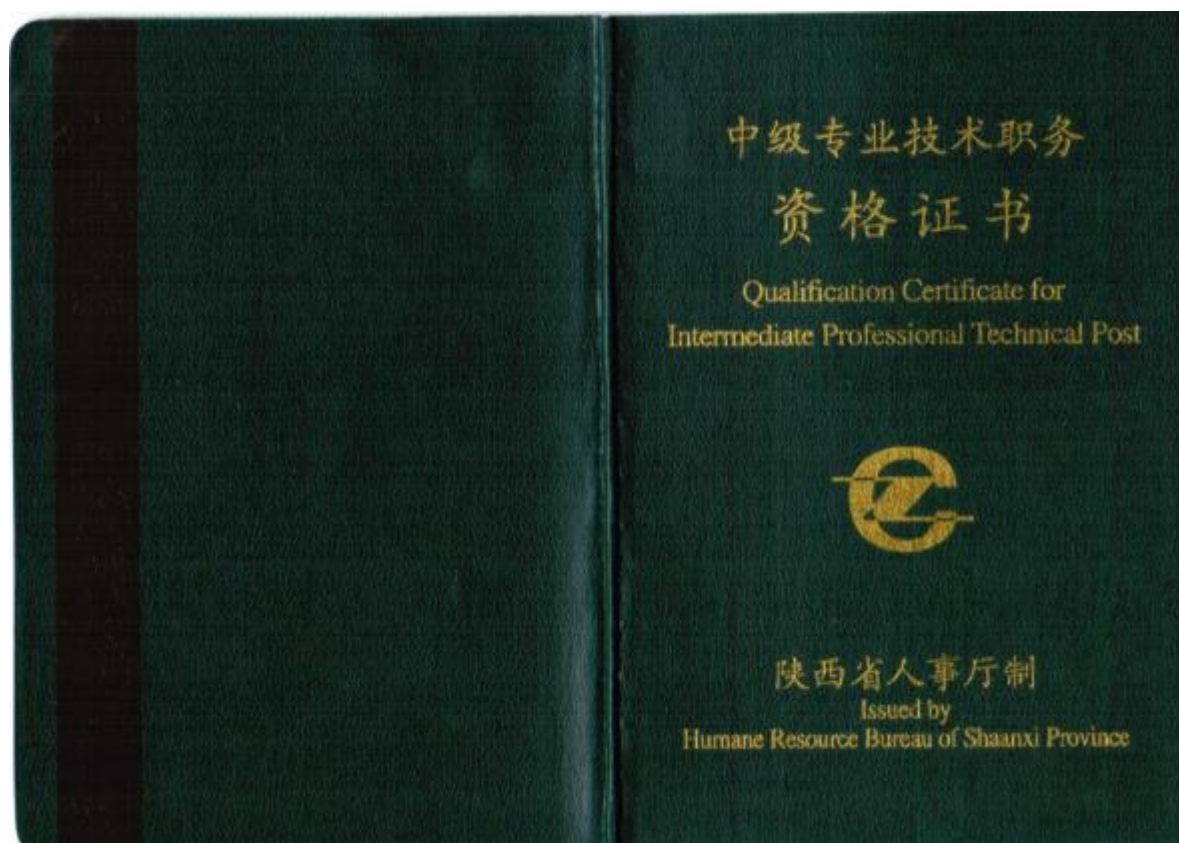 中级专业技术职务
资格证书
Qualification Certificate for
Intermediate Professional Technical Post
陕西省人事厅制
Issued by
Humane Resource Bureau of Shaanxi Province